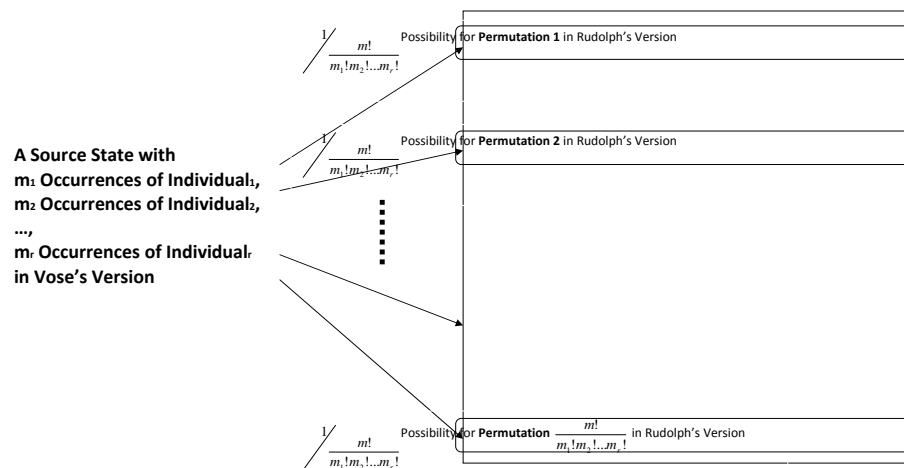 1 / m! / m₁!m₂!...mᵣ! Possibility for Permutation 1 in Rudolph's Version
1 / m! / m₁!m₂!...mᵣ! Possibility for Permutation 2 in Rudolph's Version
A Source State with
m₁ Occurrences of Individual₁,
m₂ Occurrences of Individual₂,
...,
mᵣ Occurrences of Individualᵣ
in Vose's Version
1 / m! / m₁!m₂!...mᵣ! Possibility for Permutation m! / m₁!m₂!...mᵣ! in Rudolph's Version